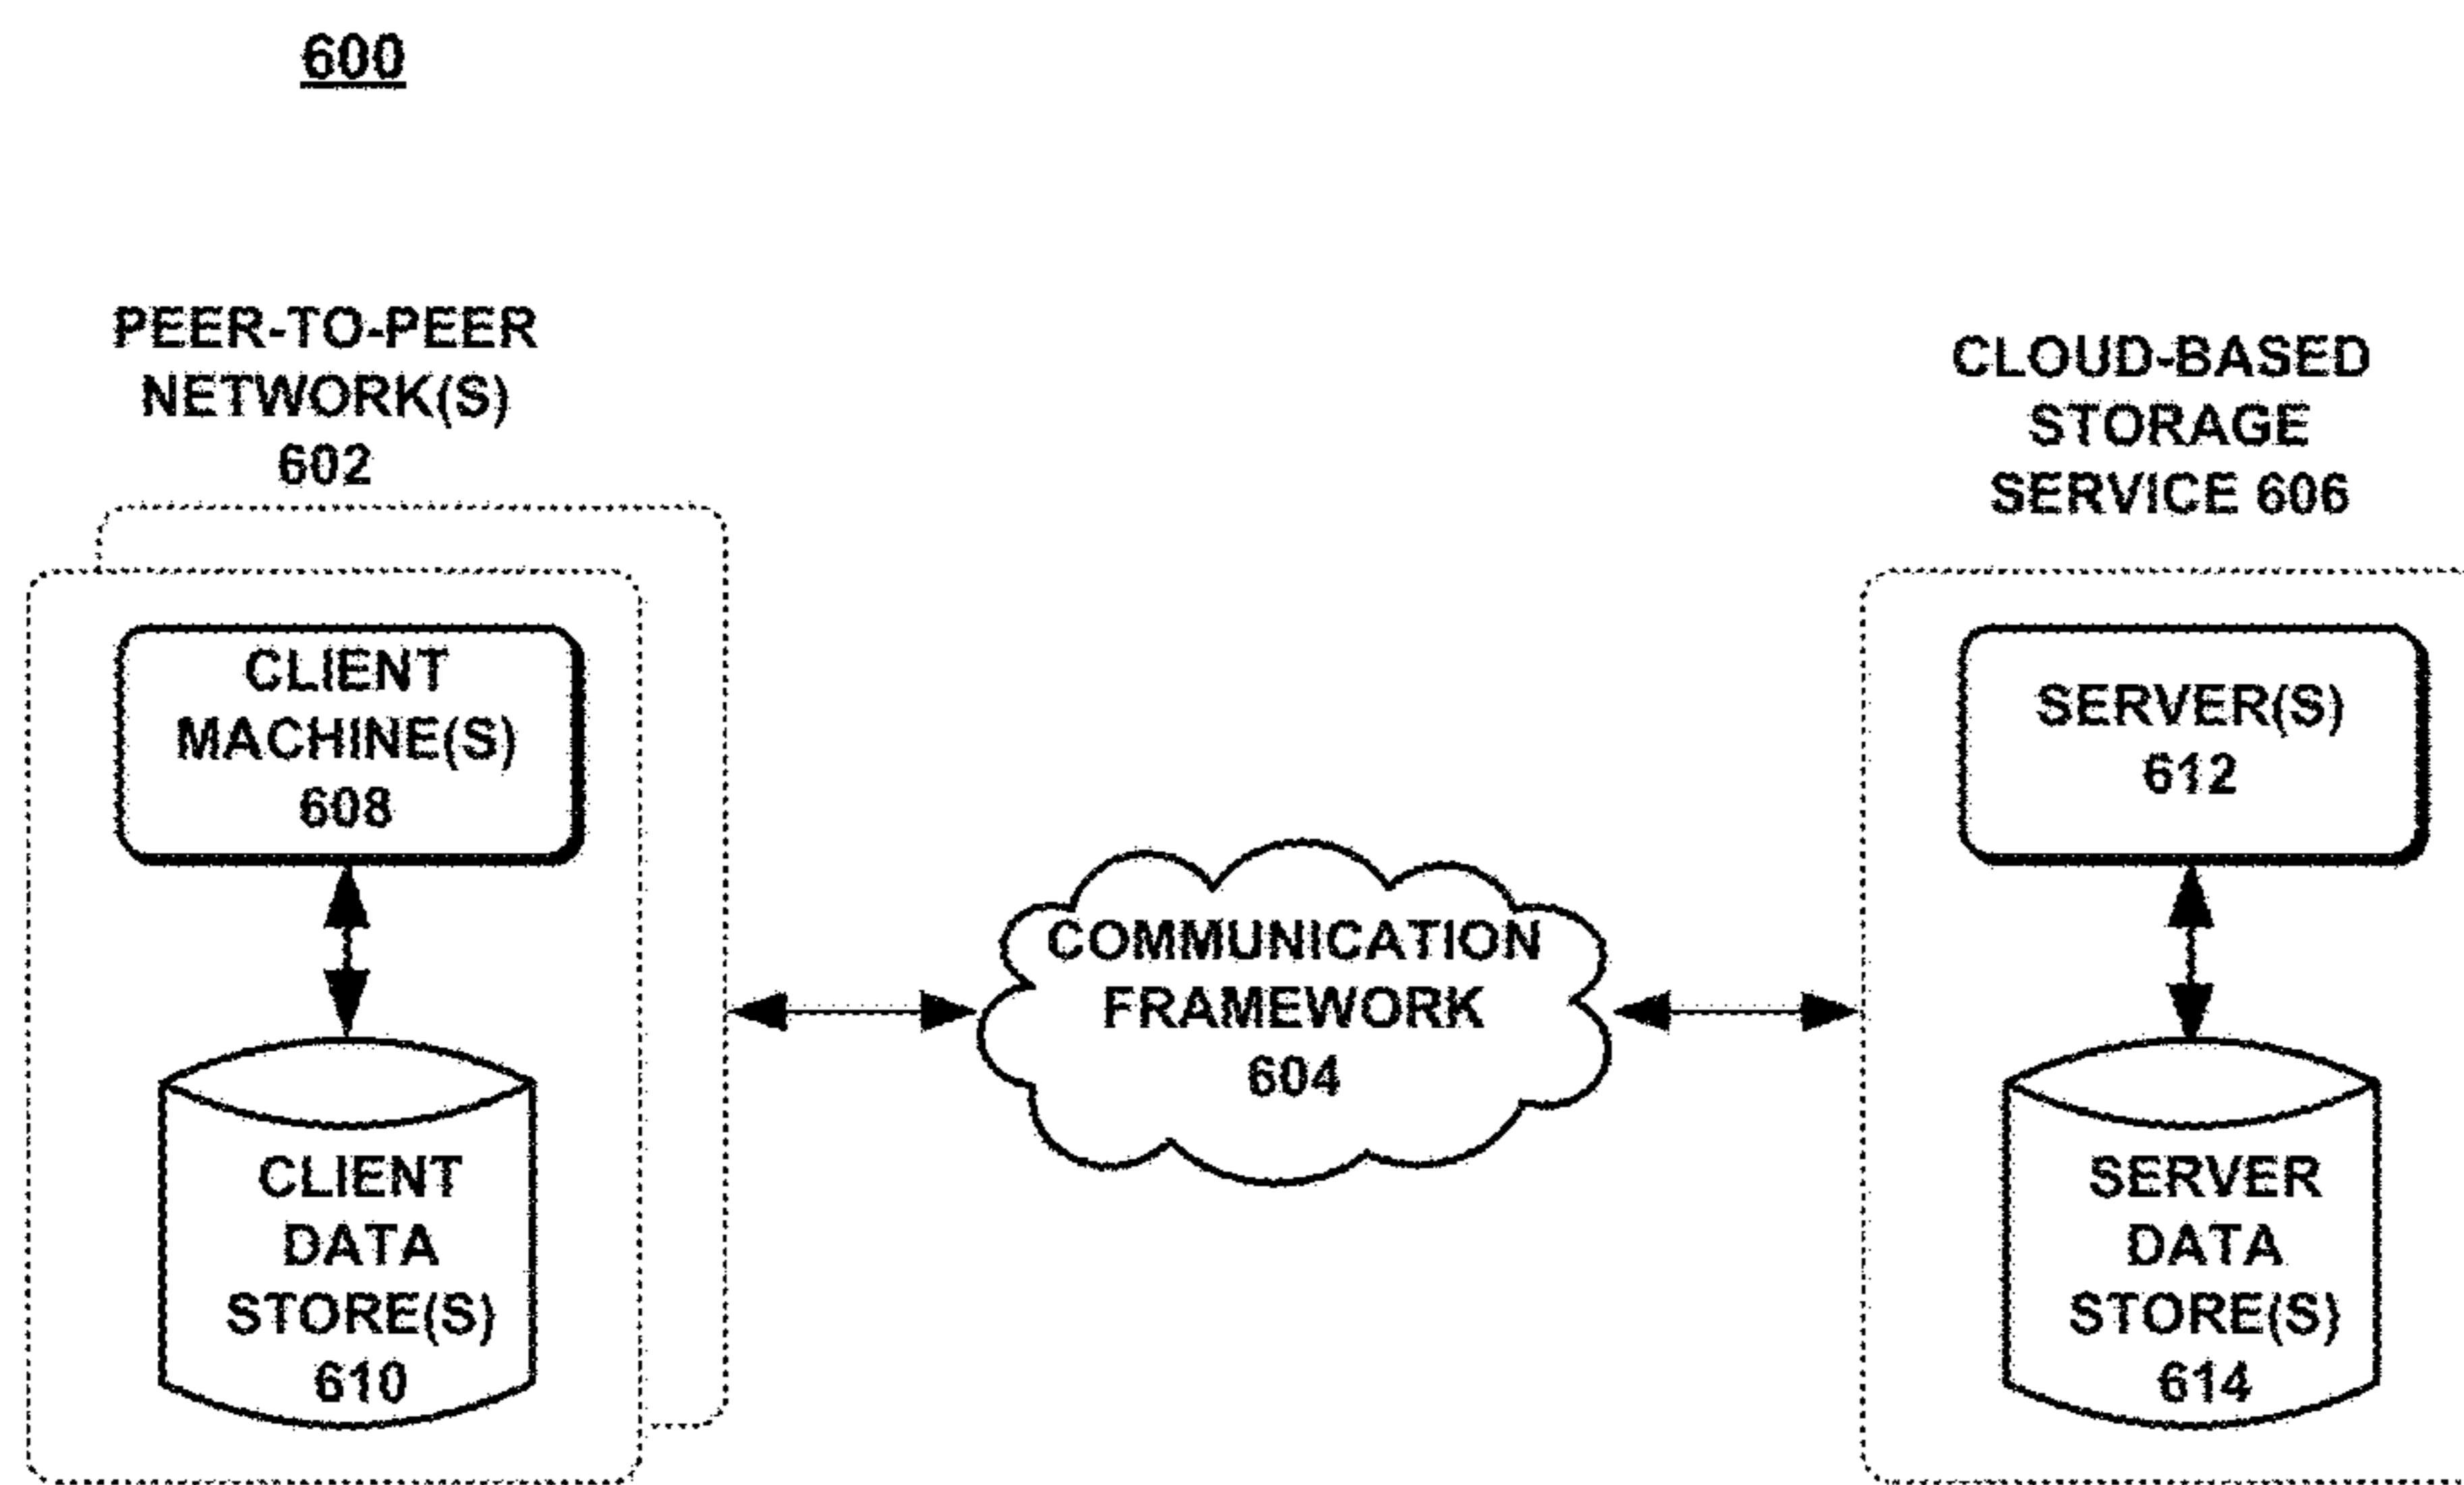 600
PEER-TO-PEER
NETWORK(S)
602
CLIENT
MACHINE(S)
608
CLIENT
DATA
STORE(S)
610
COMMUNICATION
FRAMEWORK
604
CLOUD-BASED
STORAGE
SERVICE 606
SERVER(S)
612
SERVER
DATA
STORE(S)
614